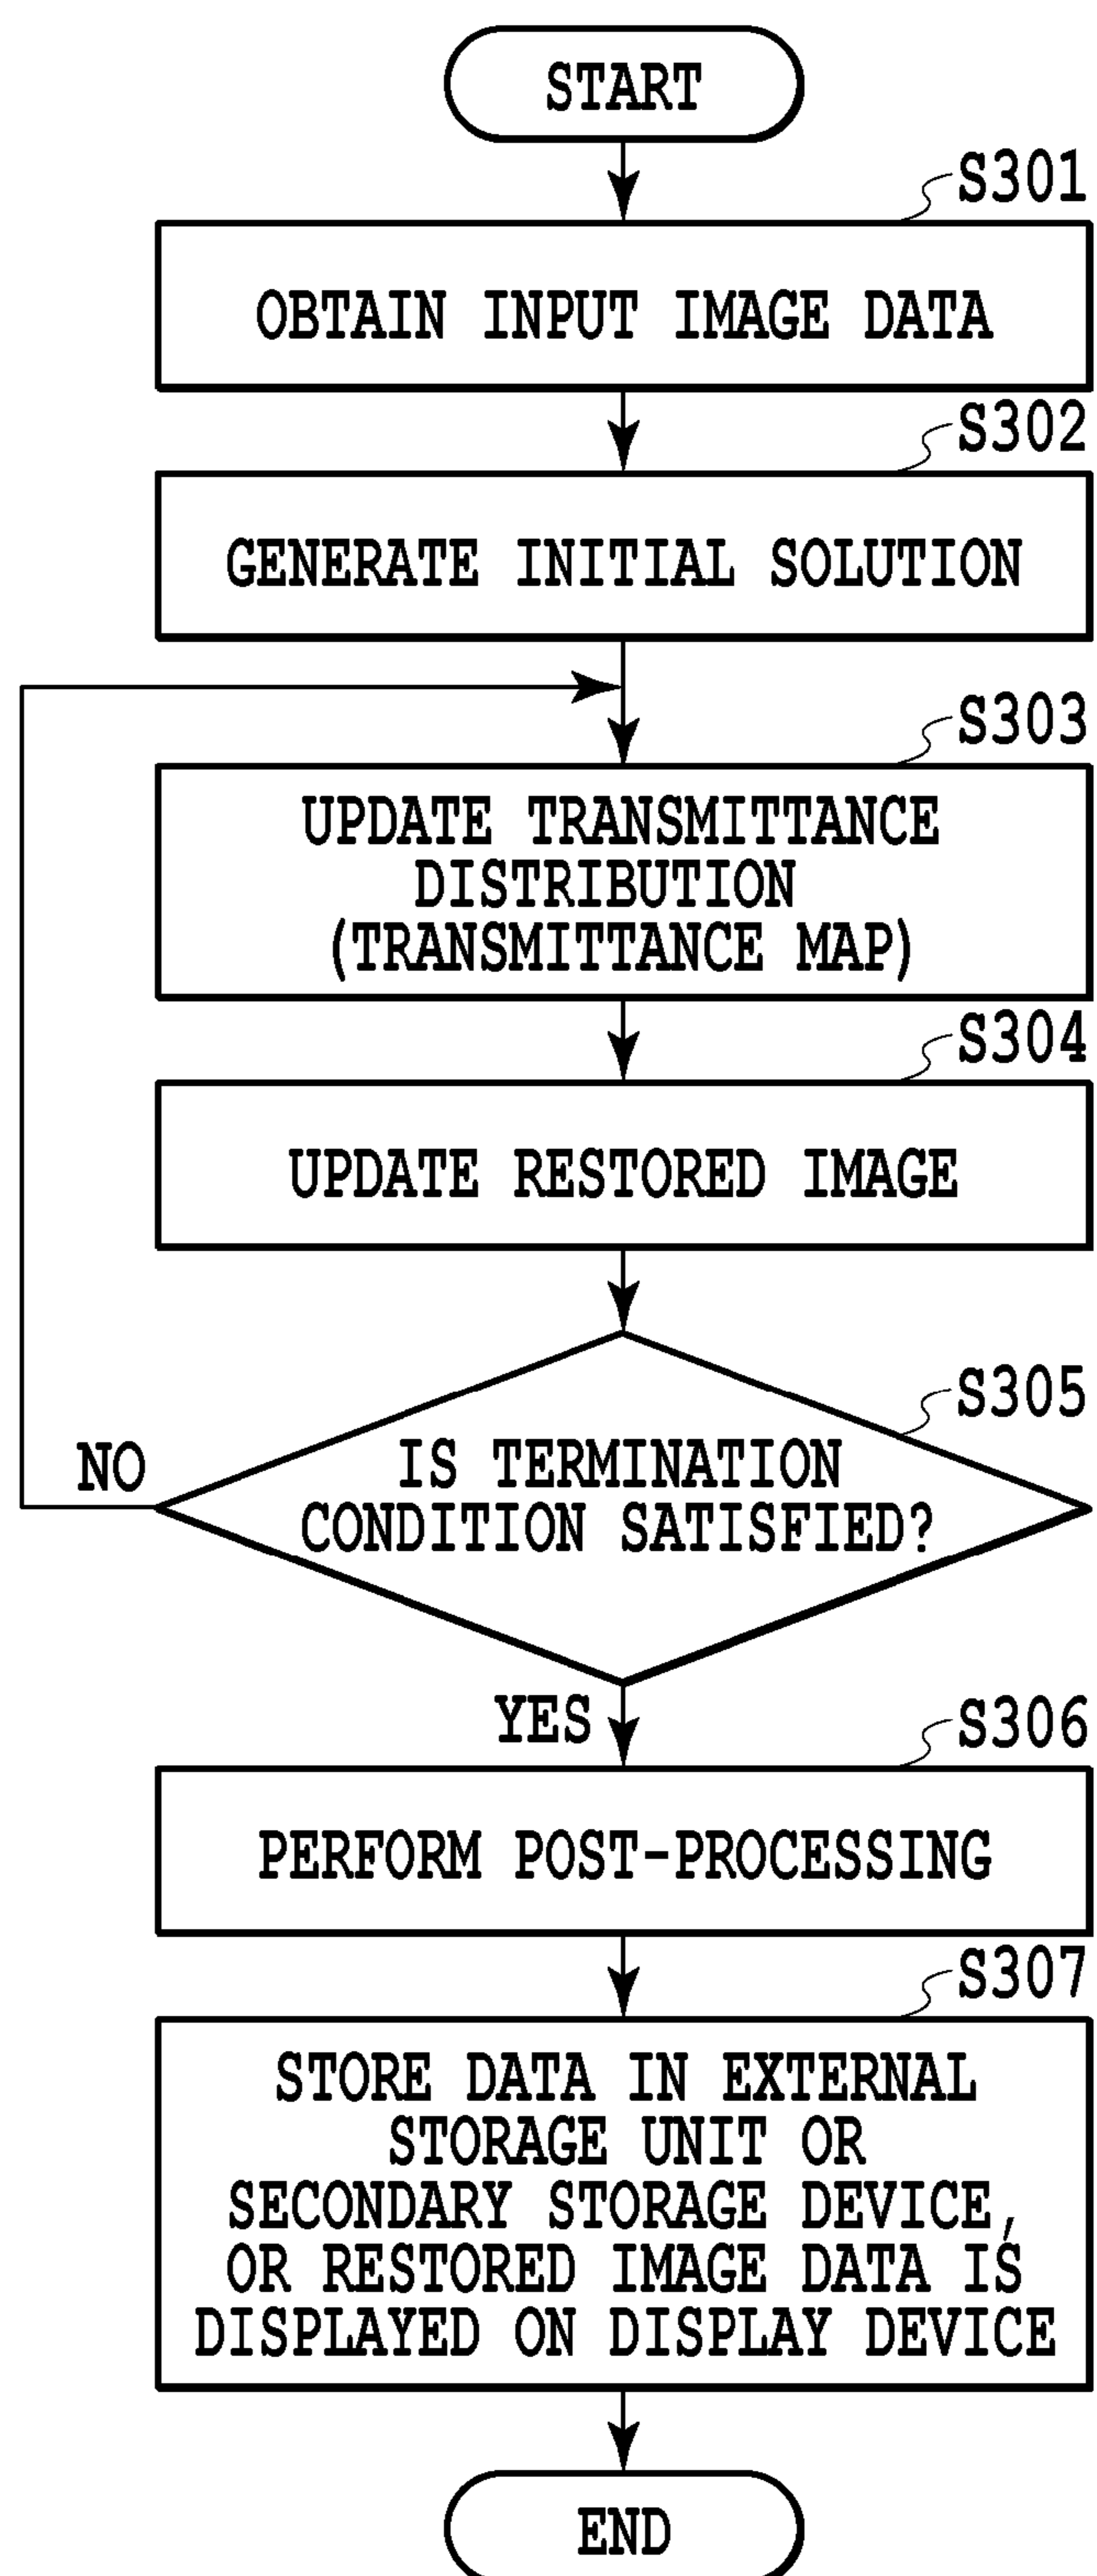 START
S301
OBTAIN INPUT IMAGE DATA
S302
GENERATE INITIAL SOLUTION
S303
UPDATE TRANSMITTANCE
DISTRIBUTION
(TRANSMITTANCE MAP)
S304
UPDATE RESTORED IMAGE
S305
NO
IS TERMINATION
CONDITION SATISFIED?
YES
S306
PERFORM POST-PROCESSING
S307
STORE DATA IN EXTERNAL
STORAGE UNIT OR
SECONDARY STORAGE DEVICE,
OR RESTORED IMAGE DATA IS
DISPLAYED ON DISPLAY DEVICE
END